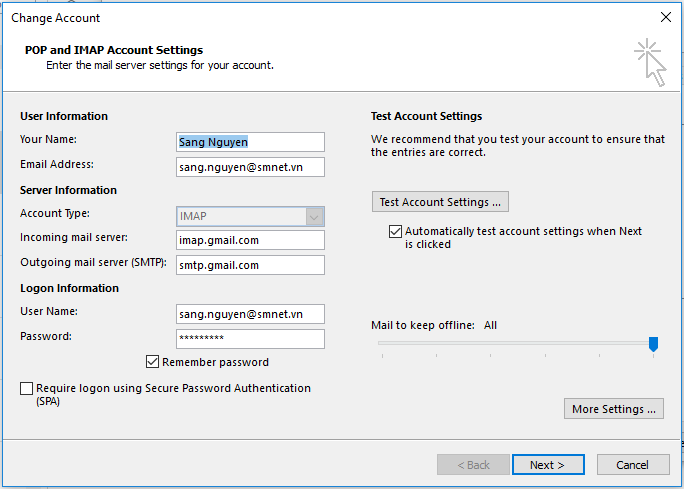 Change Account
POP and IMAP Account Settings
Enter the mail server settings for your account.
User Information
Your Name: Sang Nguyen
Email Address: sang.nguyen@smnet.vn
Server Information
Account Type: IMAP
Incoming mail server: imap.gmail.com
Outgoing mail server (SMTP): smtp.gmail.com
Logon Information
User Name: sang.nguyen@smnet.vn
Password: *********
Remember password
Require logon using Secure Password Authentication
(SPA)
Test Account Settings
We recommend that you test your account to ensure that
the entries are correct.
Test Account Settings ...
Automatically test account settings when Next
is clicked
Mail to keep offline: All
More Settings ...
< Back
Next >
Cancel